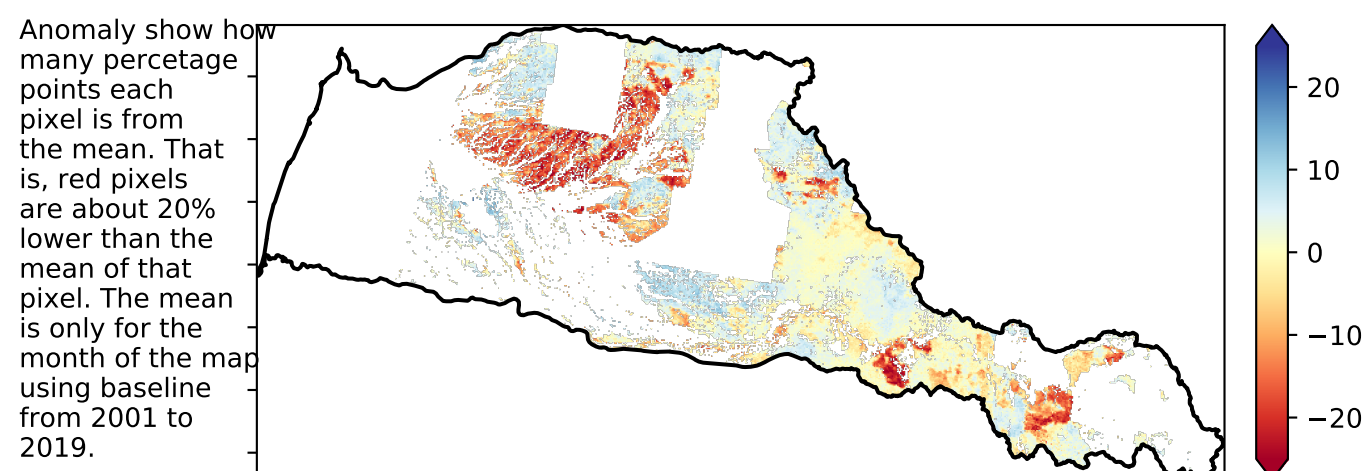 Anomaly show how
many percetage
points each
pixel is from
the mean. That
is, red pixels
are about 20%
lower than the
mean of that
pixel. The mean
is only for the
month of the map
using baseline
from 2001 to
2019.
20
10
0
−10
−20